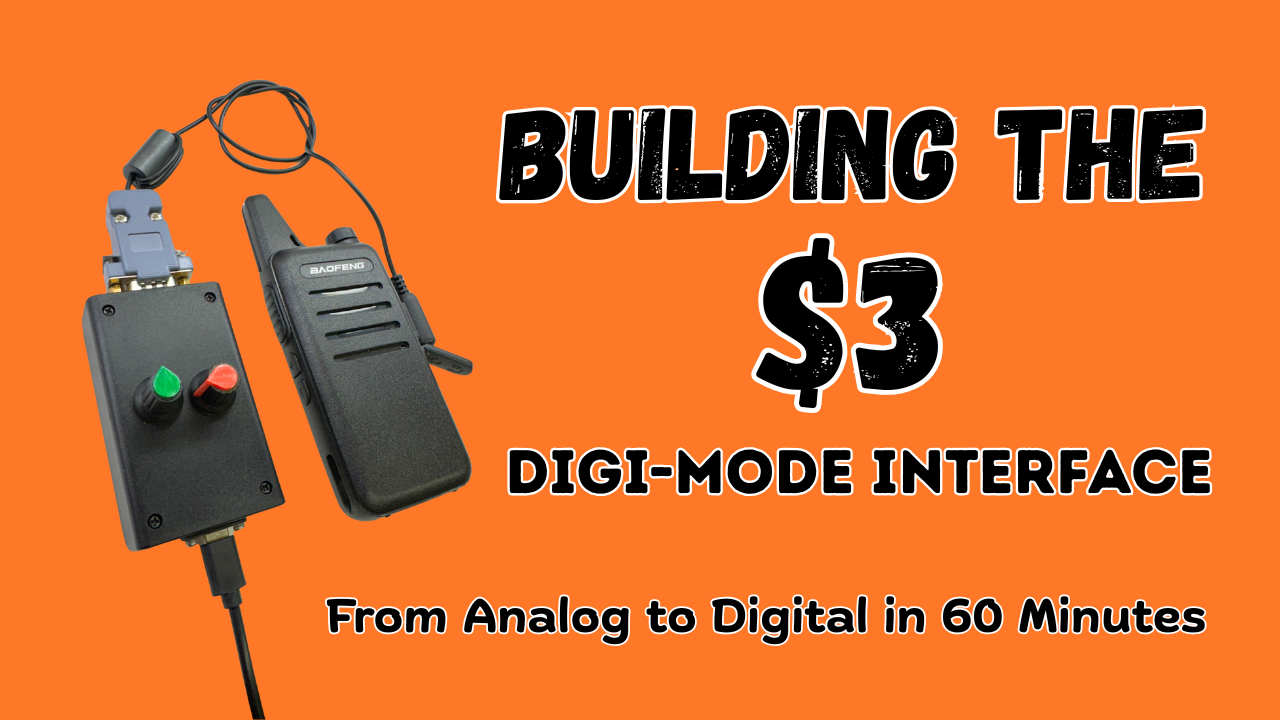 BUILDING THE
$3
DIGI-MODE INTERFACE
From Analog to Digital in 60 Minutes
BAOFENG